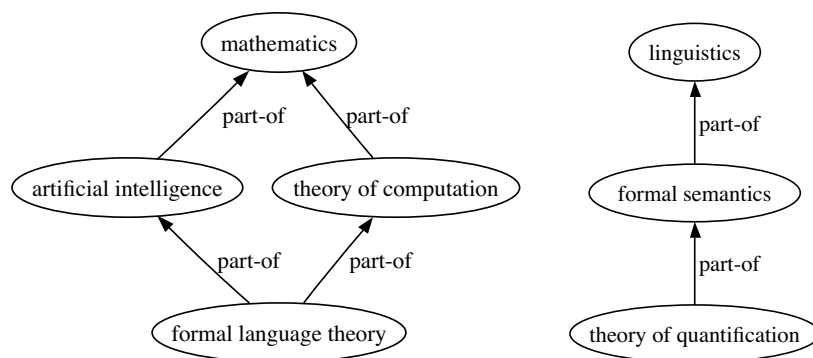 mathematics
linguistics
part-of
part-of
part-of
artificial intelligence
theory of computation
formal semantics
part-of
part-of
part-of
formal language theory
theory of quantification